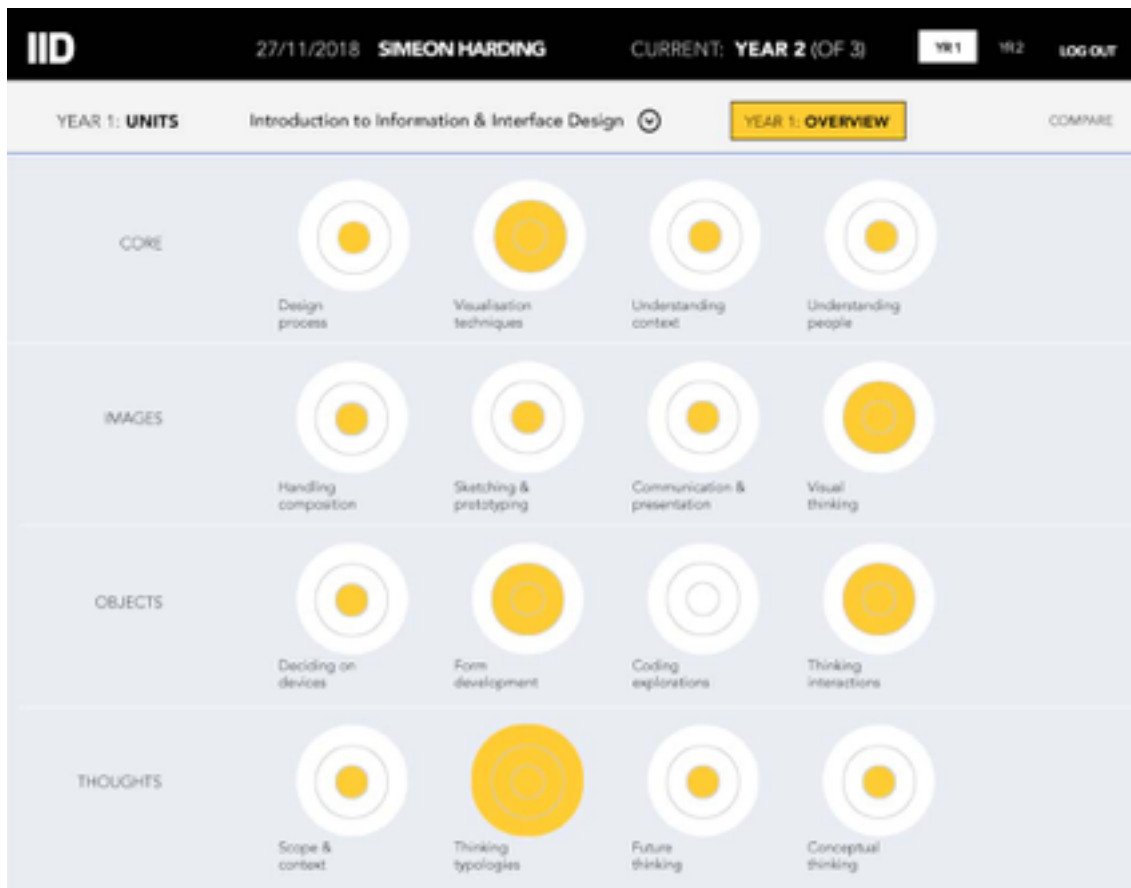 IID 27/11/2018 SIMEON HARDING CURRENT: YEAR 2 (OF 3) YR 1 YR2 LOG OUT
YEAR 1: UNITS Introduction to Information & Interface Design YEAR 1: OVERVIEW COMPARE
CORE
Design Visualisation Understanding Understanding
process techniques context people
IMAGES
Handling Sketching & Communication & Visual
composition prototyping presentation thinking
OBJECTS
Deciding on Form Coding Thinking
devices development explorations interactions
THOUGHTS
Scope & Thinking Future Conceptual
context typologies thinking thinking